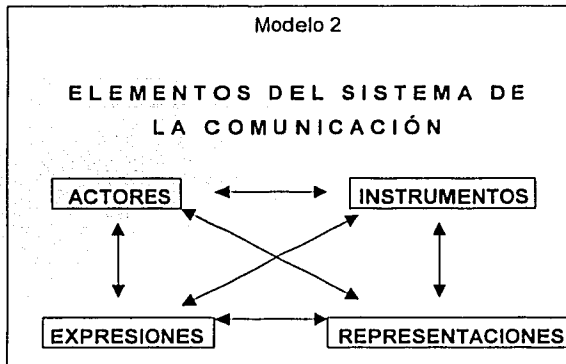 Modelo 2
ELEMENTOS DEL SISTEMA DE
LA COMUNICACIÓN
ACTORES
INSTRUMENTOS
EXPRESIONES
REPRESENTACIONES